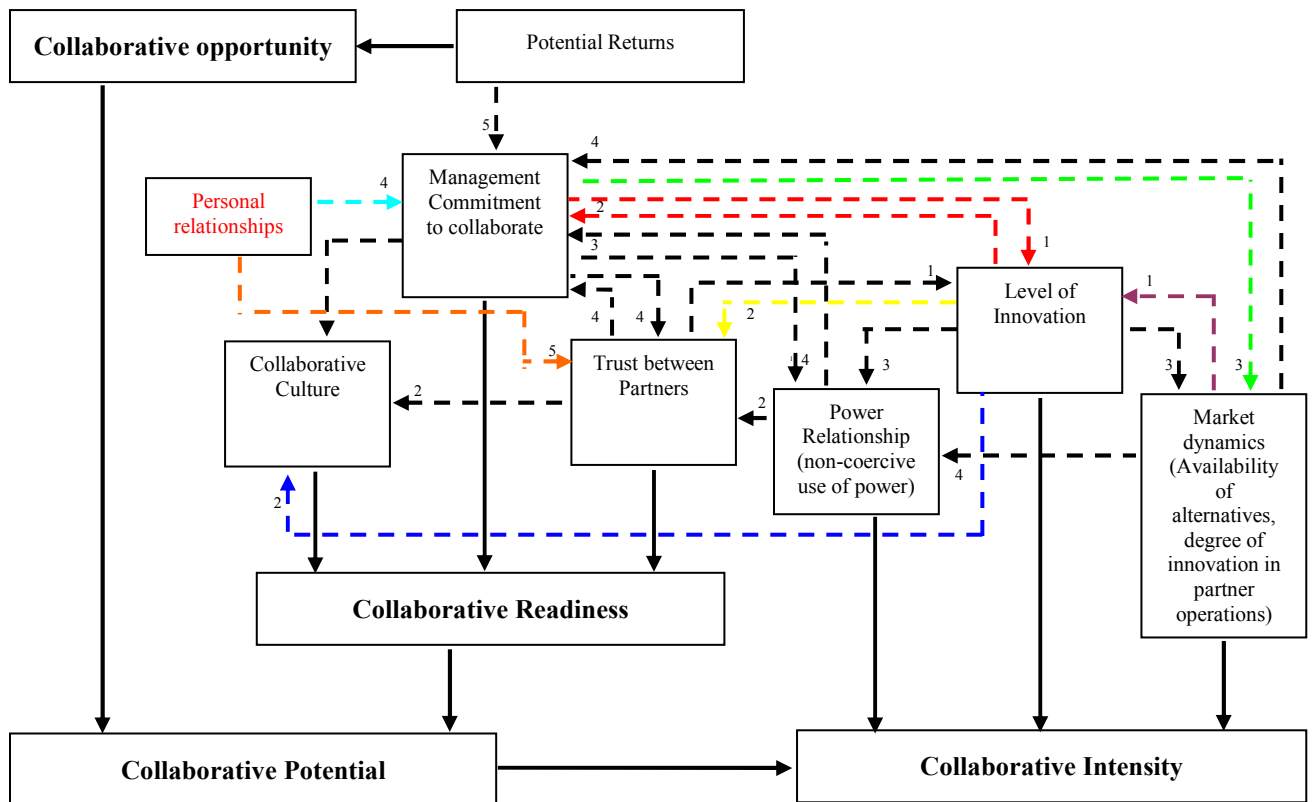 Collaborative opportunity
Potential Returns
5
4
Management
Commitment
to collaborate
Personal
relationships
4
2
3
1
1
Level of
Innovation
1
2
4
4
Collaborative
Culture
5
Trust between
Partners
4
3
3
3
2
2
Power
Relationship
(non-coercive
use of power)
4
Market
dynamics
(Availability
of
alternatives,
degree of
innovation in
partner
operations)
2
Collaborative Readiness
Collaborative Potential
Collaborative Intensity